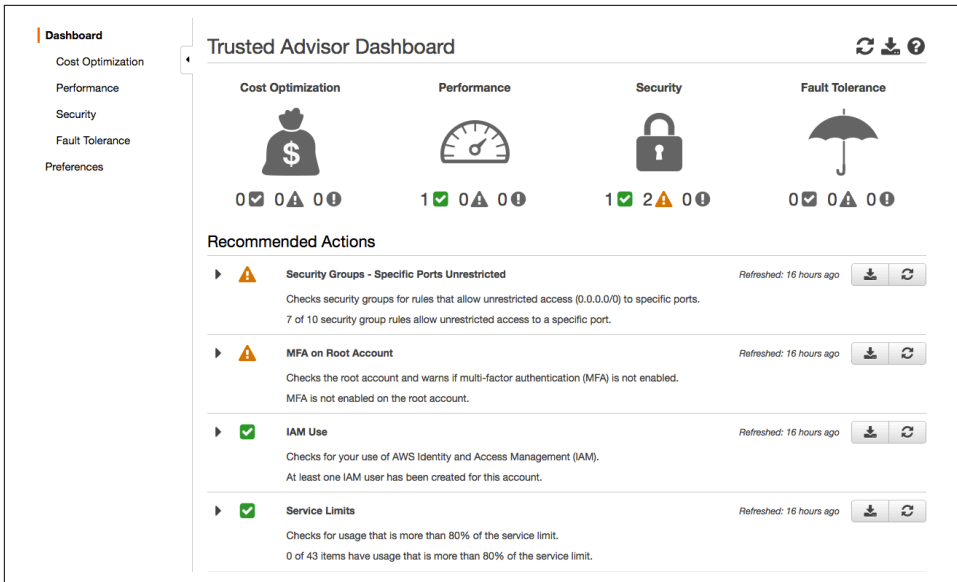 Dashboard
Cost Optimization
Performance
Security
Fault Tolerance
Preferences
Trusted Advisor Dashboard
Cost Optimization Performance Security Fault Tolerance
$
0 0 0 1 0 0 1 2 0 0 0 0
Recommended Actions
Security Groups - Specific Ports Unrestricted Refreshed: 16 hours ago
Checks security groups for rules that allow unrestricted access (0.0.0.0/0) to specific ports.
7 of 10 security group rules allow unrestricted access to a specific port.
MFA on Root Account Refreshed: 16 hours ago
Checks the root account and warns if multi-factor authentication (MFA) is not enabled.
MFA is not enabled on the root account.
IAM Use Refreshed: 16 hours ago
Checks for your use of AWS Identity and Access Management (IAM).
At least one IAM user has been created for this account.
Service Limits Refreshed: 16 hours ago
Checks for usage that is more than 80% of the service limit.
0 of 43 items have usage that is more than 80% of the service limit.